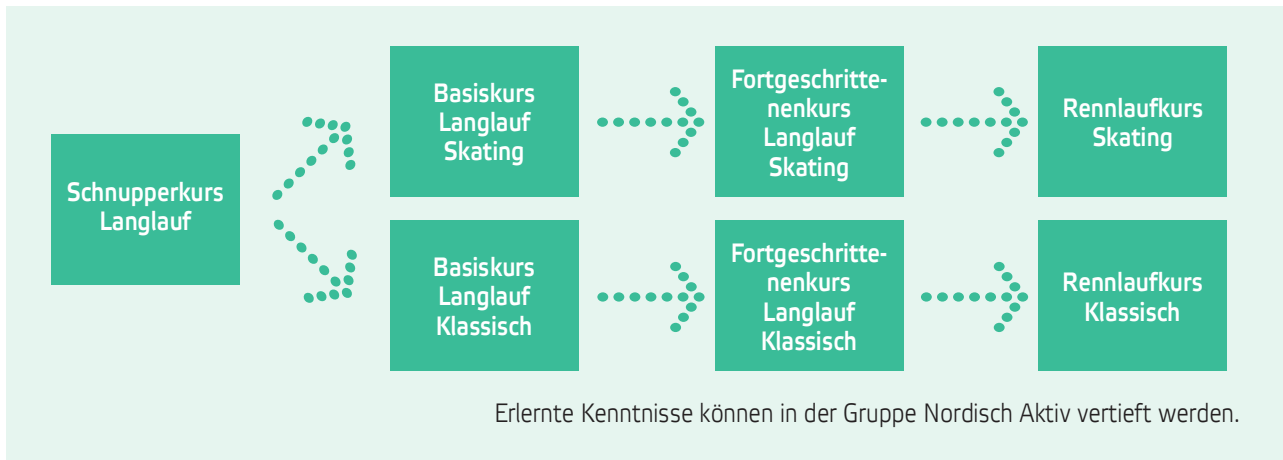 Schnupperkurs
Langlauf
Basiskurs
Langlauf
Skating
Fortgeschritte-
nenkurs
Langlauf
Skating
Rennlaufkurs
Skating
Basiskurs
Langlauf
Klassisch
Fortgeschritte-
nenkurs
Langlauf
Klassisch
Rennlaufkurs
Klassisch
Erlernte Kenntnisse können in der Gruppe Nordisch Aktiv vertieft werden.